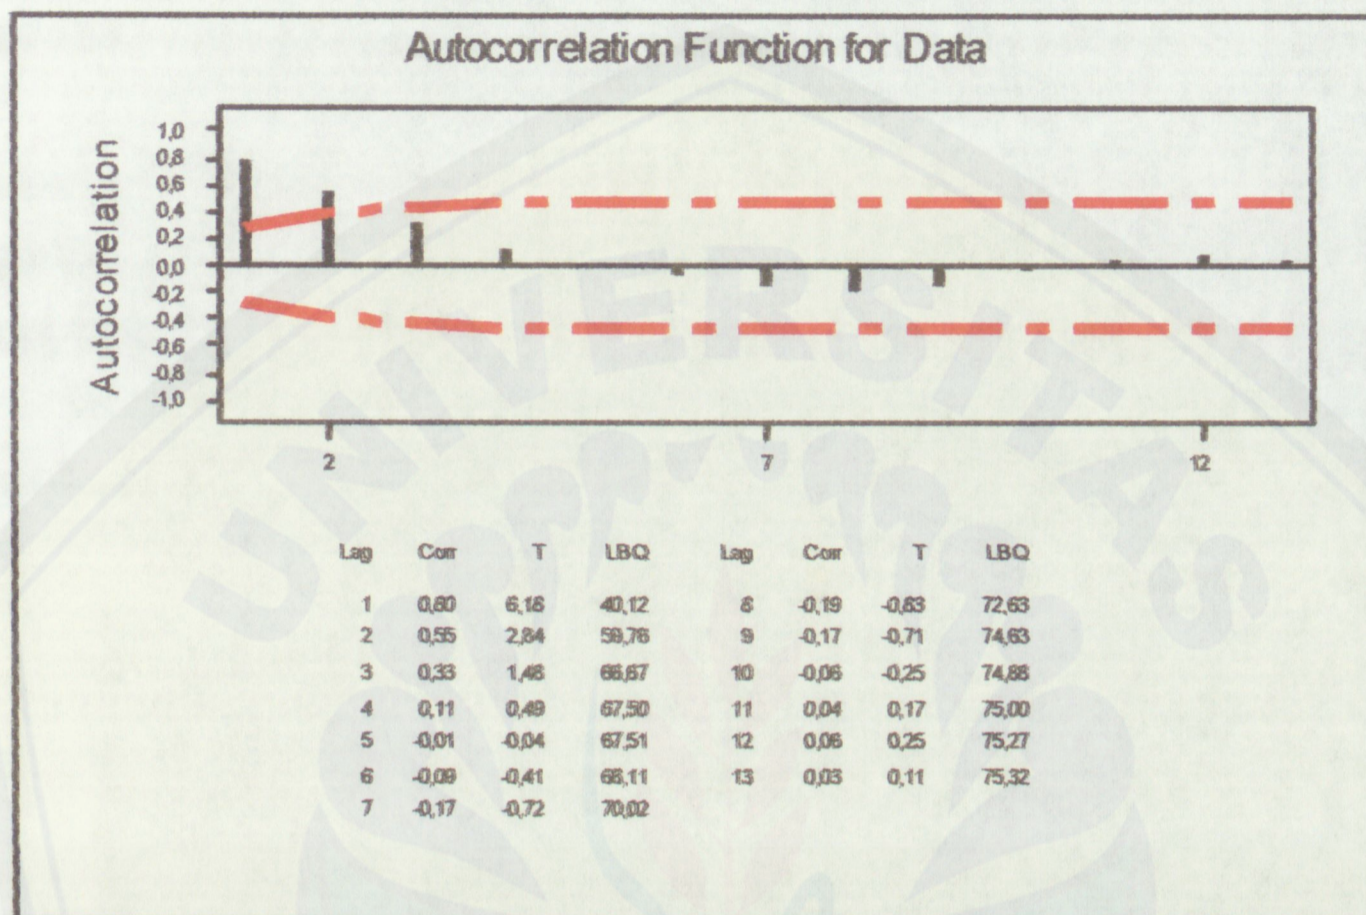 Autocorrelation Function for Data
Autocorrelation
1,0
0,8
0,6
0,4
0,2
0,0
-0,2
-0,4
-0,6
-0,8
-1,0
2 7 12
Lag Corr T LBQ Lag Corr T LBQ
1 0,80 6,18 40,12 8 -0,19 -0,83 72,63
2 0,55 2,84 59,76 9 -0,17 -0,71 74,63
3 0,33 1,48 66,67 10 -0,06 -0,25 74,88
4 0,11 0,49 67,50 11 0,04 0,17 75,00
5 -0,01 -0,04 67,51 12 0,06 0,25 75,27
6 -0,09 -0,41 68,11 13 0,03 0,11 75,32
7 -0,17 -0,72 70,02
UNIVERSITAS